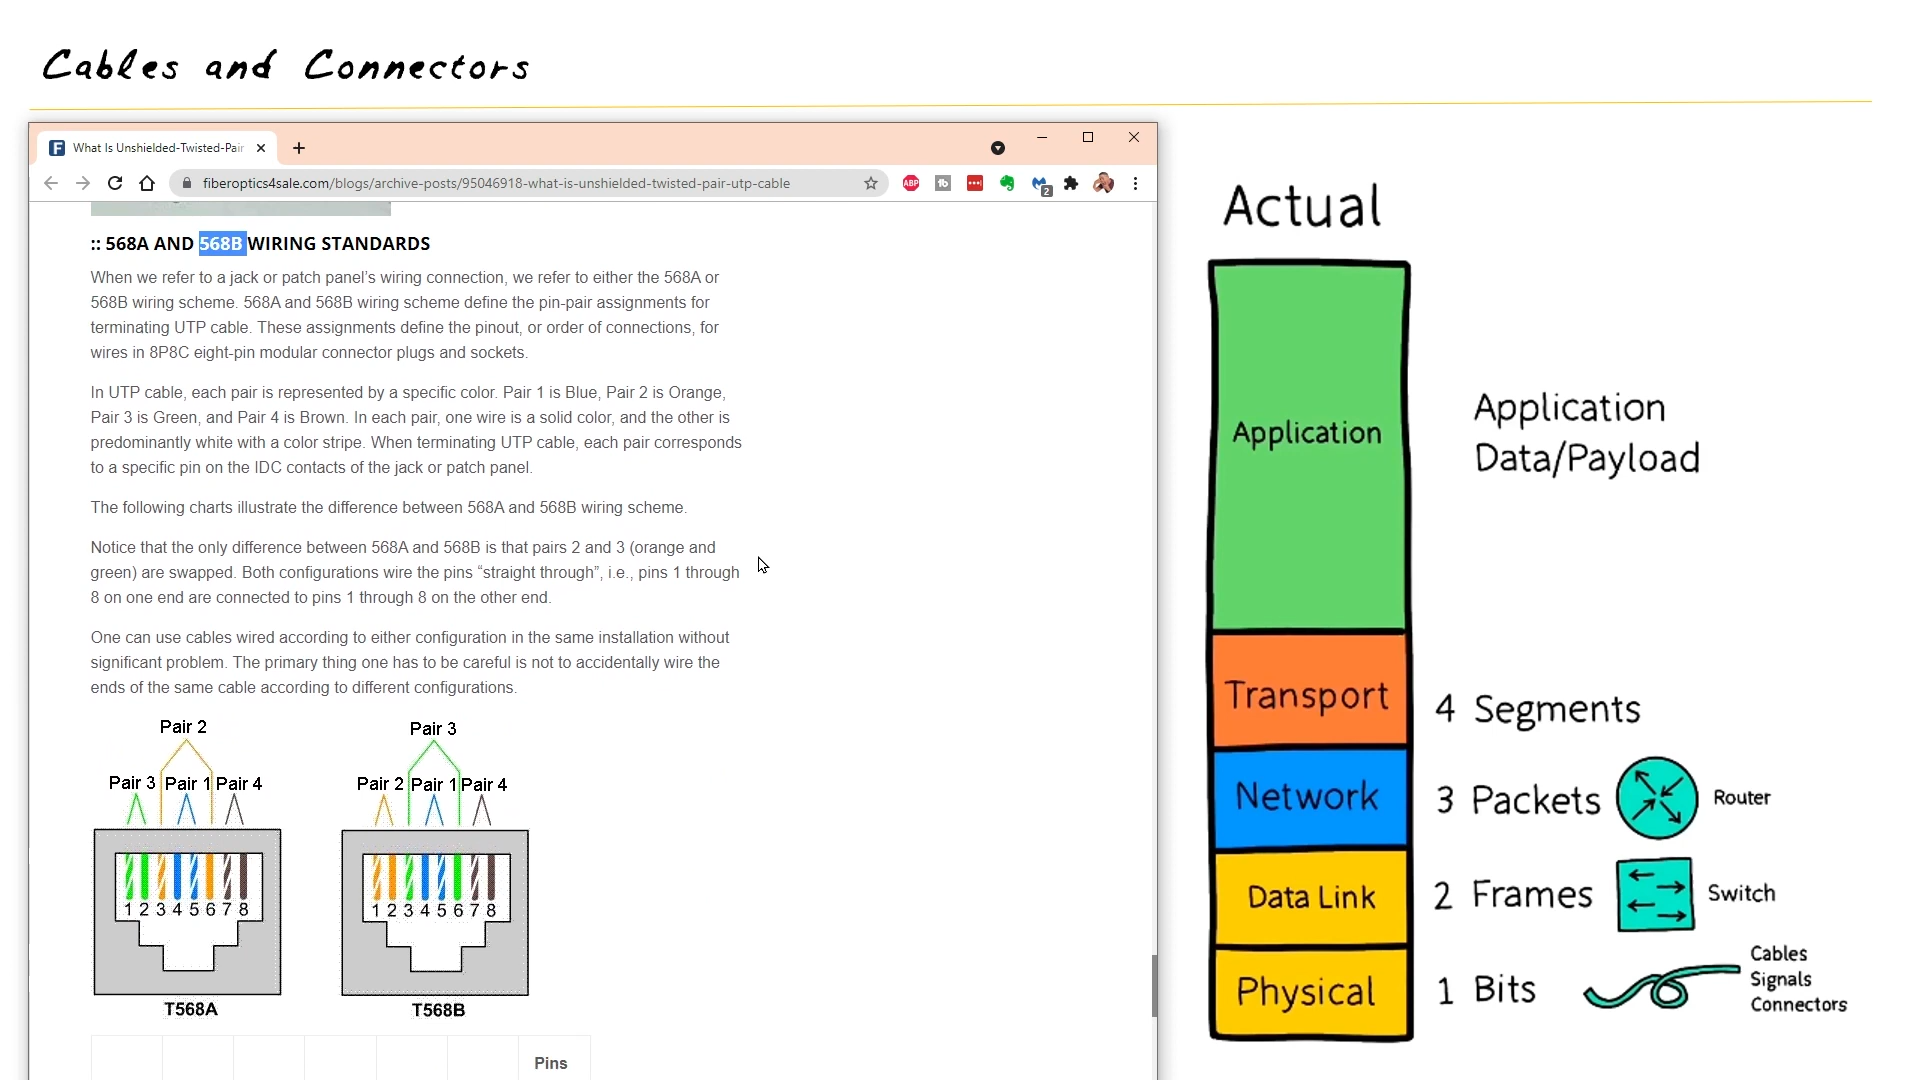 Cables and Connectors
What Is Unshielded-Twisted-Pair
fiberoptics4sale.com/blogs/archive-posts/95046918-what-is-unshielded-twisted-pair-utp-cable
ABP
2
:: 568A AND 568B WIRING STANDARDS
When we refer to a jack or patch panel’s wiring connection, we refer to either the 568A or
568B wiring scheme. 568A and 568B wiring scheme define the pin-pair assignments for
terminating UTP cable. These assignments define the pinout, or order of connections, for
wires in 8P8C eight-pin modular connector plugs and sockets.
In UTP cable, each pair is represented by a specific color. Pair 1 is Blue, Pair 2 is Orange,
Pair 3 is Green, and Pair 4 is Brown. In each pair, one wire is a solid color, and the other is
predominantly white with a color stripe. When terminating UTP cable, each pair corresponds
to a specific pin on the IDC contacts of the jack or patch panel.
The following charts illustrate the difference between 568A and 568B wiring scheme.
Notice that the only difference between 568A and 568B is that pairs 2 and 3 (orange and
green) are swapped. Both configurations wire the pins “straight through”, i.e., pins 1 through
8 on one end are connected to pins 1 through 8 on the other end.
One can use cables wired according to either configuration in the same installation without
significant problem. The primary thing one has to be careful is not to accidentally wire the
ends of the same cable according to different configurations.
Pair 2
Pair 3 Pair 1 Pair 4
1 2 3 4 5 6 7 8
T568A
Pair 3
Pair 2 Pair 1 Pair 4
1 2 3 4 5 6 7 8
T568B
Pins
Actual
Application
Application
Data/Payload
Transport
4 Segments
Network
3 Packets
Router
Data Link
2 Frames
Switch
Physical
1 Bits
Cables
Signals
Connectors